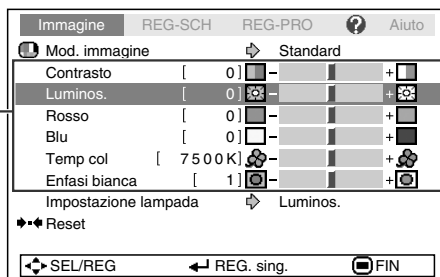 Immagine REG-SCH REG-PRO ? Aiuto
Mod. immagine Standard
Contrasto [ 0] - +
Luminos. [ 0] - +
Rosso [ 0] - +
Blu [ 0] - +
Temp col [ 7500K] - +
Enfasi bianca [ 1] - +
Impostazione lampada Luminos.
Reset
SEL/REG REG. sing. FIN